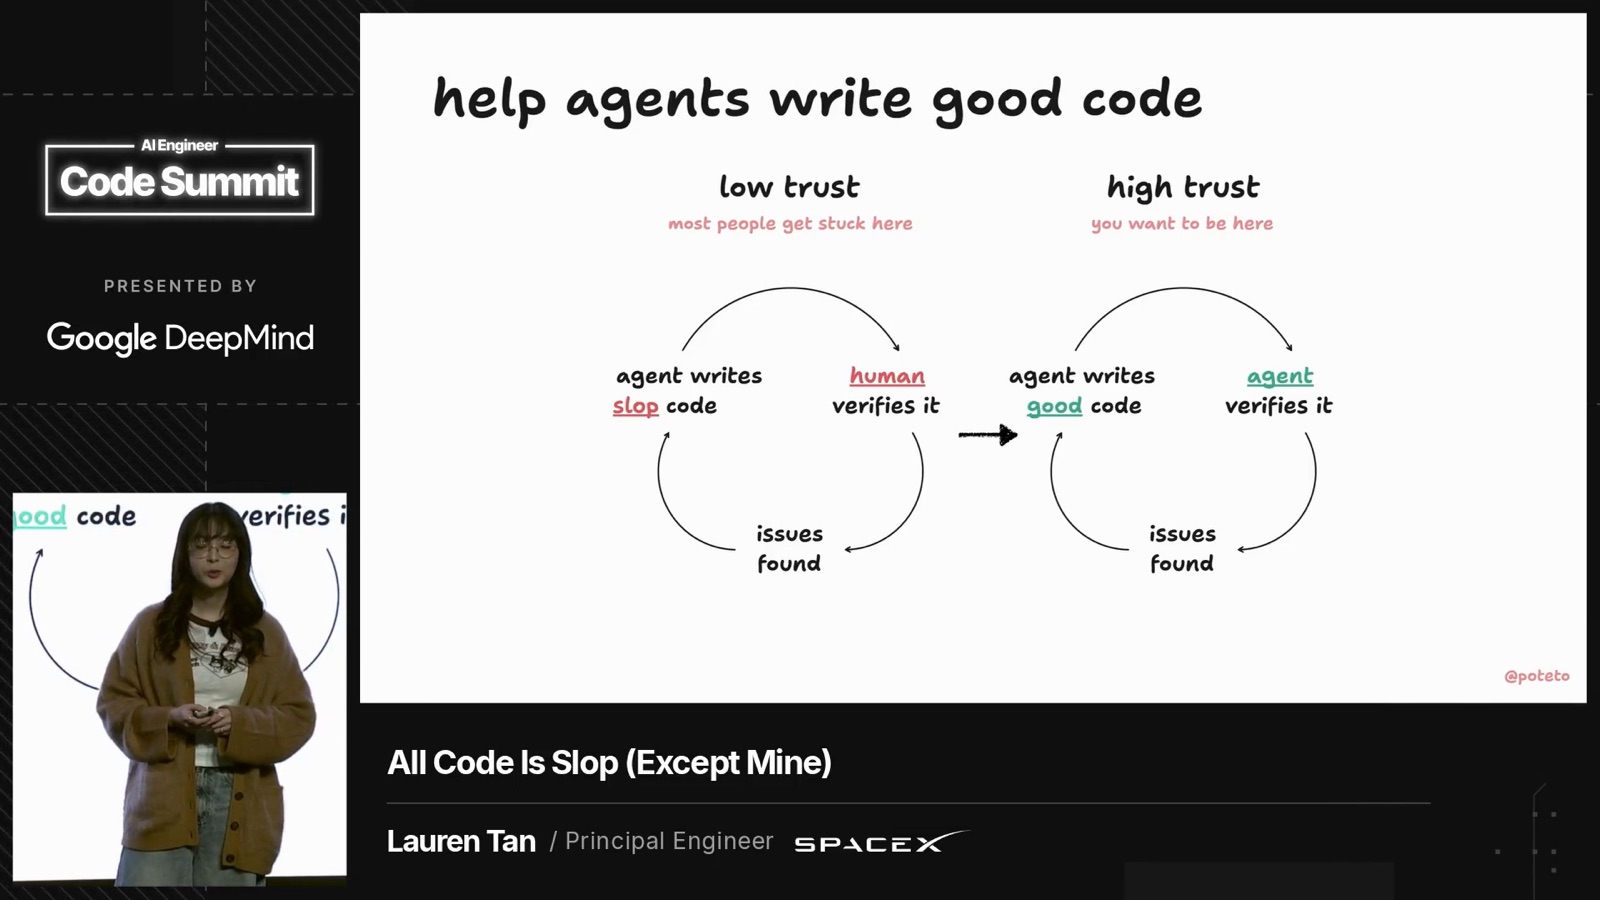 AI Engineer
Code Summit
PRESENTED BY
Google DeepMind
help agents write good code
low trust
most people get stuck here
high trust
you want to be here
agent writes
slop code
human
verifies it
issues
found
agent writes
good code
agent
verifies it
issues
found
@poteto
ood code
verifies i
All Code Is Slop (Except Mine)
Lauren Tan / Principal Engineer SPACEX